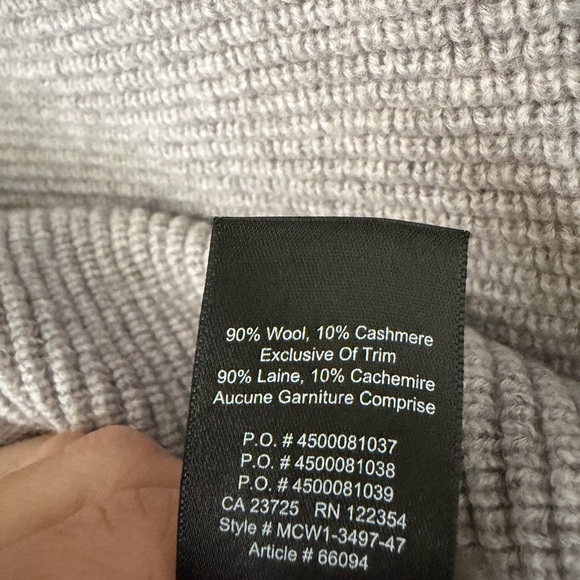 90% Wool, 10% Cashmere
Exclusive Of Trim
90% Laine, 10% Cachemire
Aucune Garniture Comprise
P.O. # 4500081037
P.O. # 4500081038
P.O. # 4500081039
CA 23725 RN 122354
Style # MCW1-3497-47
Article # 66094